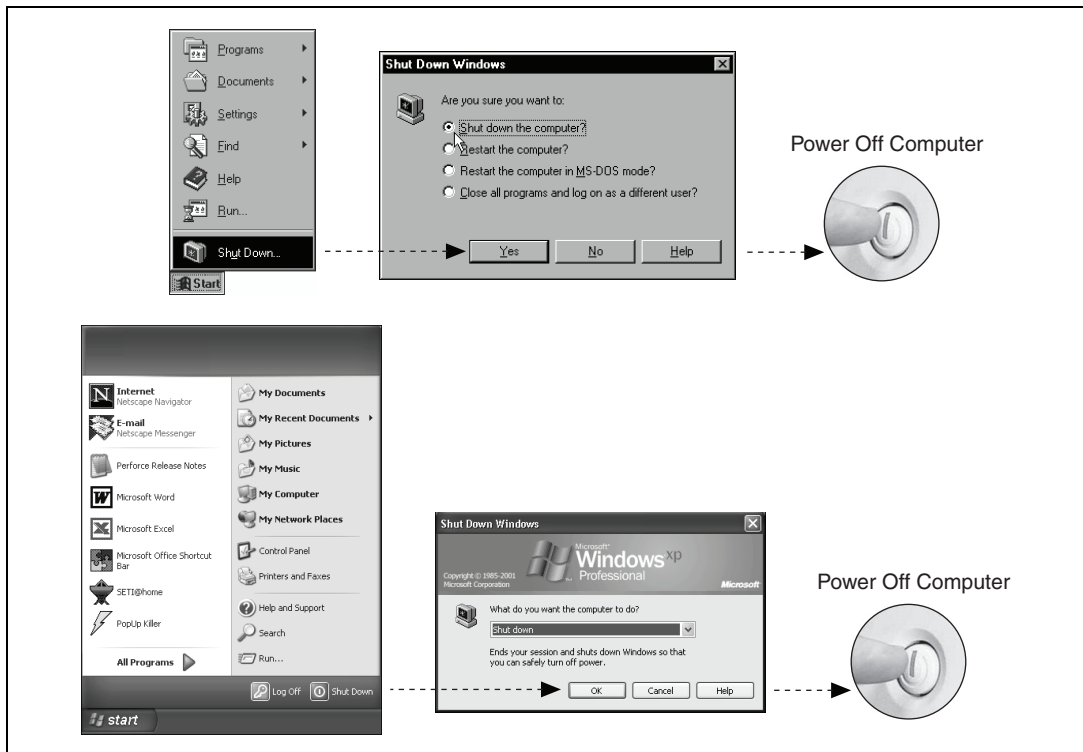 Programs
Documents
Settings
Find
Help
Run...
Shut Down...
Start
Shut Down Windows
Are you sure you want to:
Shut down the computer?
Restart the computer?
Restart the computer in MS-DOS mode?
Close all programs and log on as a different user?
Yes
No
Help
Power Off Computer
Internet
Netscape Navigator
E-mail
Netscape Messenger
Perforce Release Notes
Microsoft Word
Microsoft Excel
Microsoft Office Shortcut
Bar
SETI@home
PopUp Killer
All Programs
My Documents
My Recent Documents
My Pictures
My Music
My Computer
My Network Places
Control Panel
Printers and Faxes
Help and Support
Search
Run...
Log Off
Shut Down
start
Shut Down Windows
Copyright © 1985-2001
Microsoft Corporation
Microsoft
Windows xp
Professional
Microsoft
What do you want the computer to do?
Shut down
Ends your session and shuts down Windows so that
you can safely turn off power.
OK
Cancel
Help
Power Off Computer